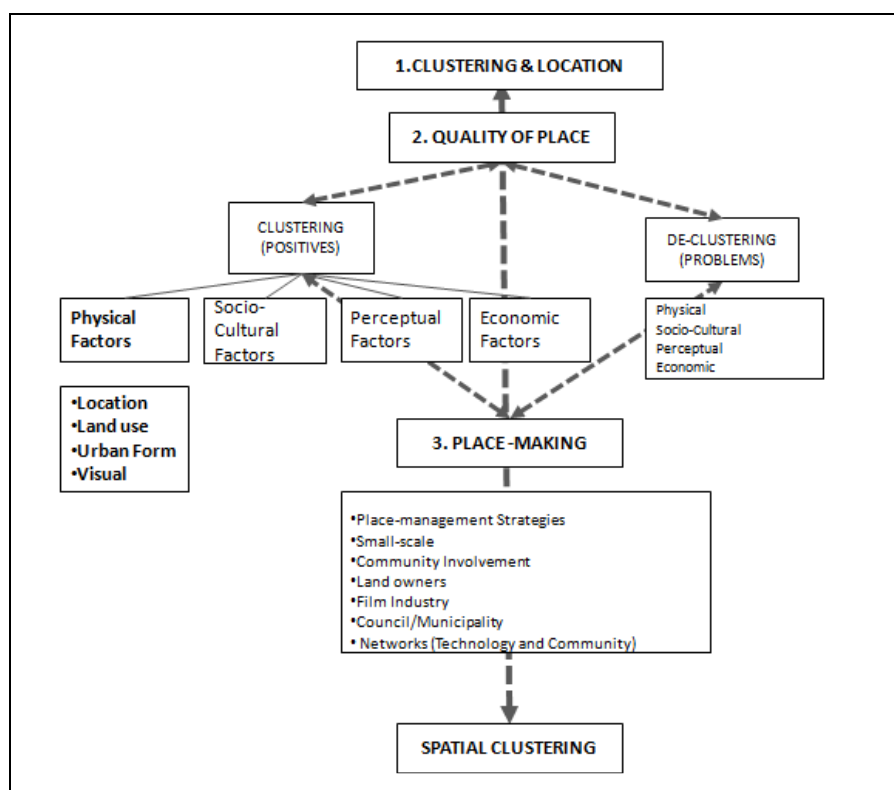 1.CLUSTERING & LOCATION
2. QUALITY OF PLACE
CLUSTERING
(POSITIVES)
DE-CLUSTERING
(PROBLEMS)
Physical
Factors
Socio-
Cultural
Factors
Perceptual
Factors
Economic
Factors
Physical
Socio-Cultural
Perceptual
Economic
•Location
•Land use
•Urban Form
•Visual
3. PLACE-MAKING
•Place-management Strategies
•Small-scale
•Community Involvement
•Land owners
•Film Industry
•Council/Municipality
• Networks (Technology and Community)
SPATIAL CLUSTERING